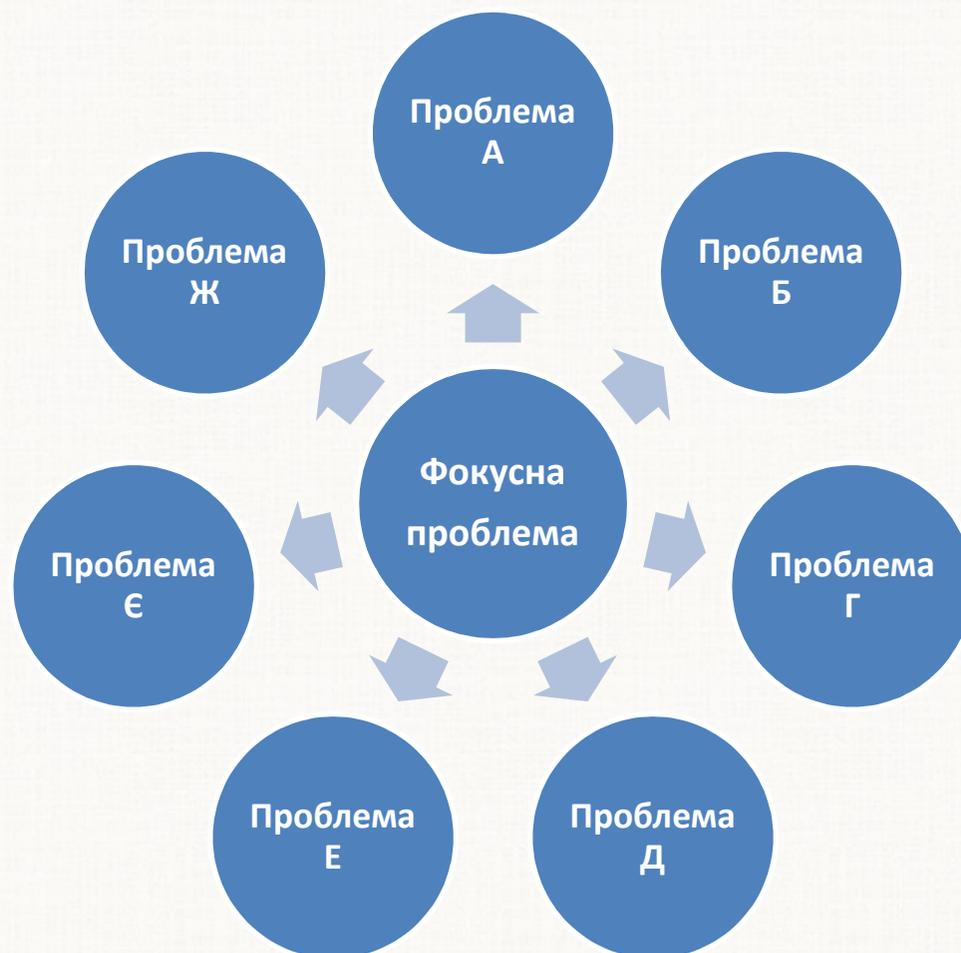 Проблема
А
Проблема
Б
Проблема
Г
Проблема
Д
Проблема
Е
Проблема
Є
Проблема
Ж
Фокусна
проблема